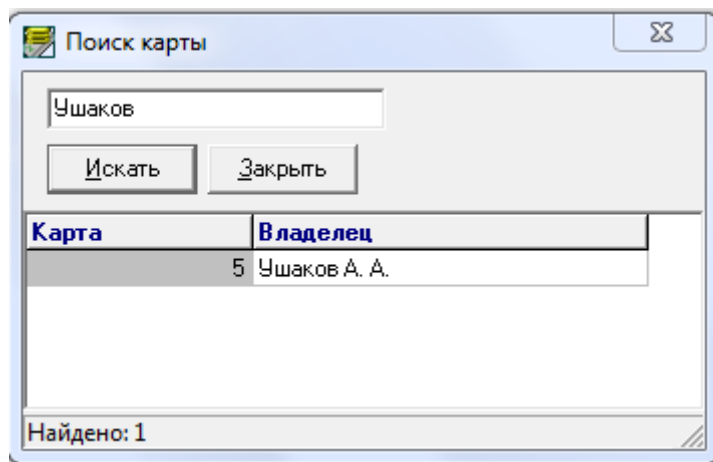 Поиск карты
Ушаков
Искать Закрыть
Карта Владелец
5 Ушаков А. А.
Найдено: 1